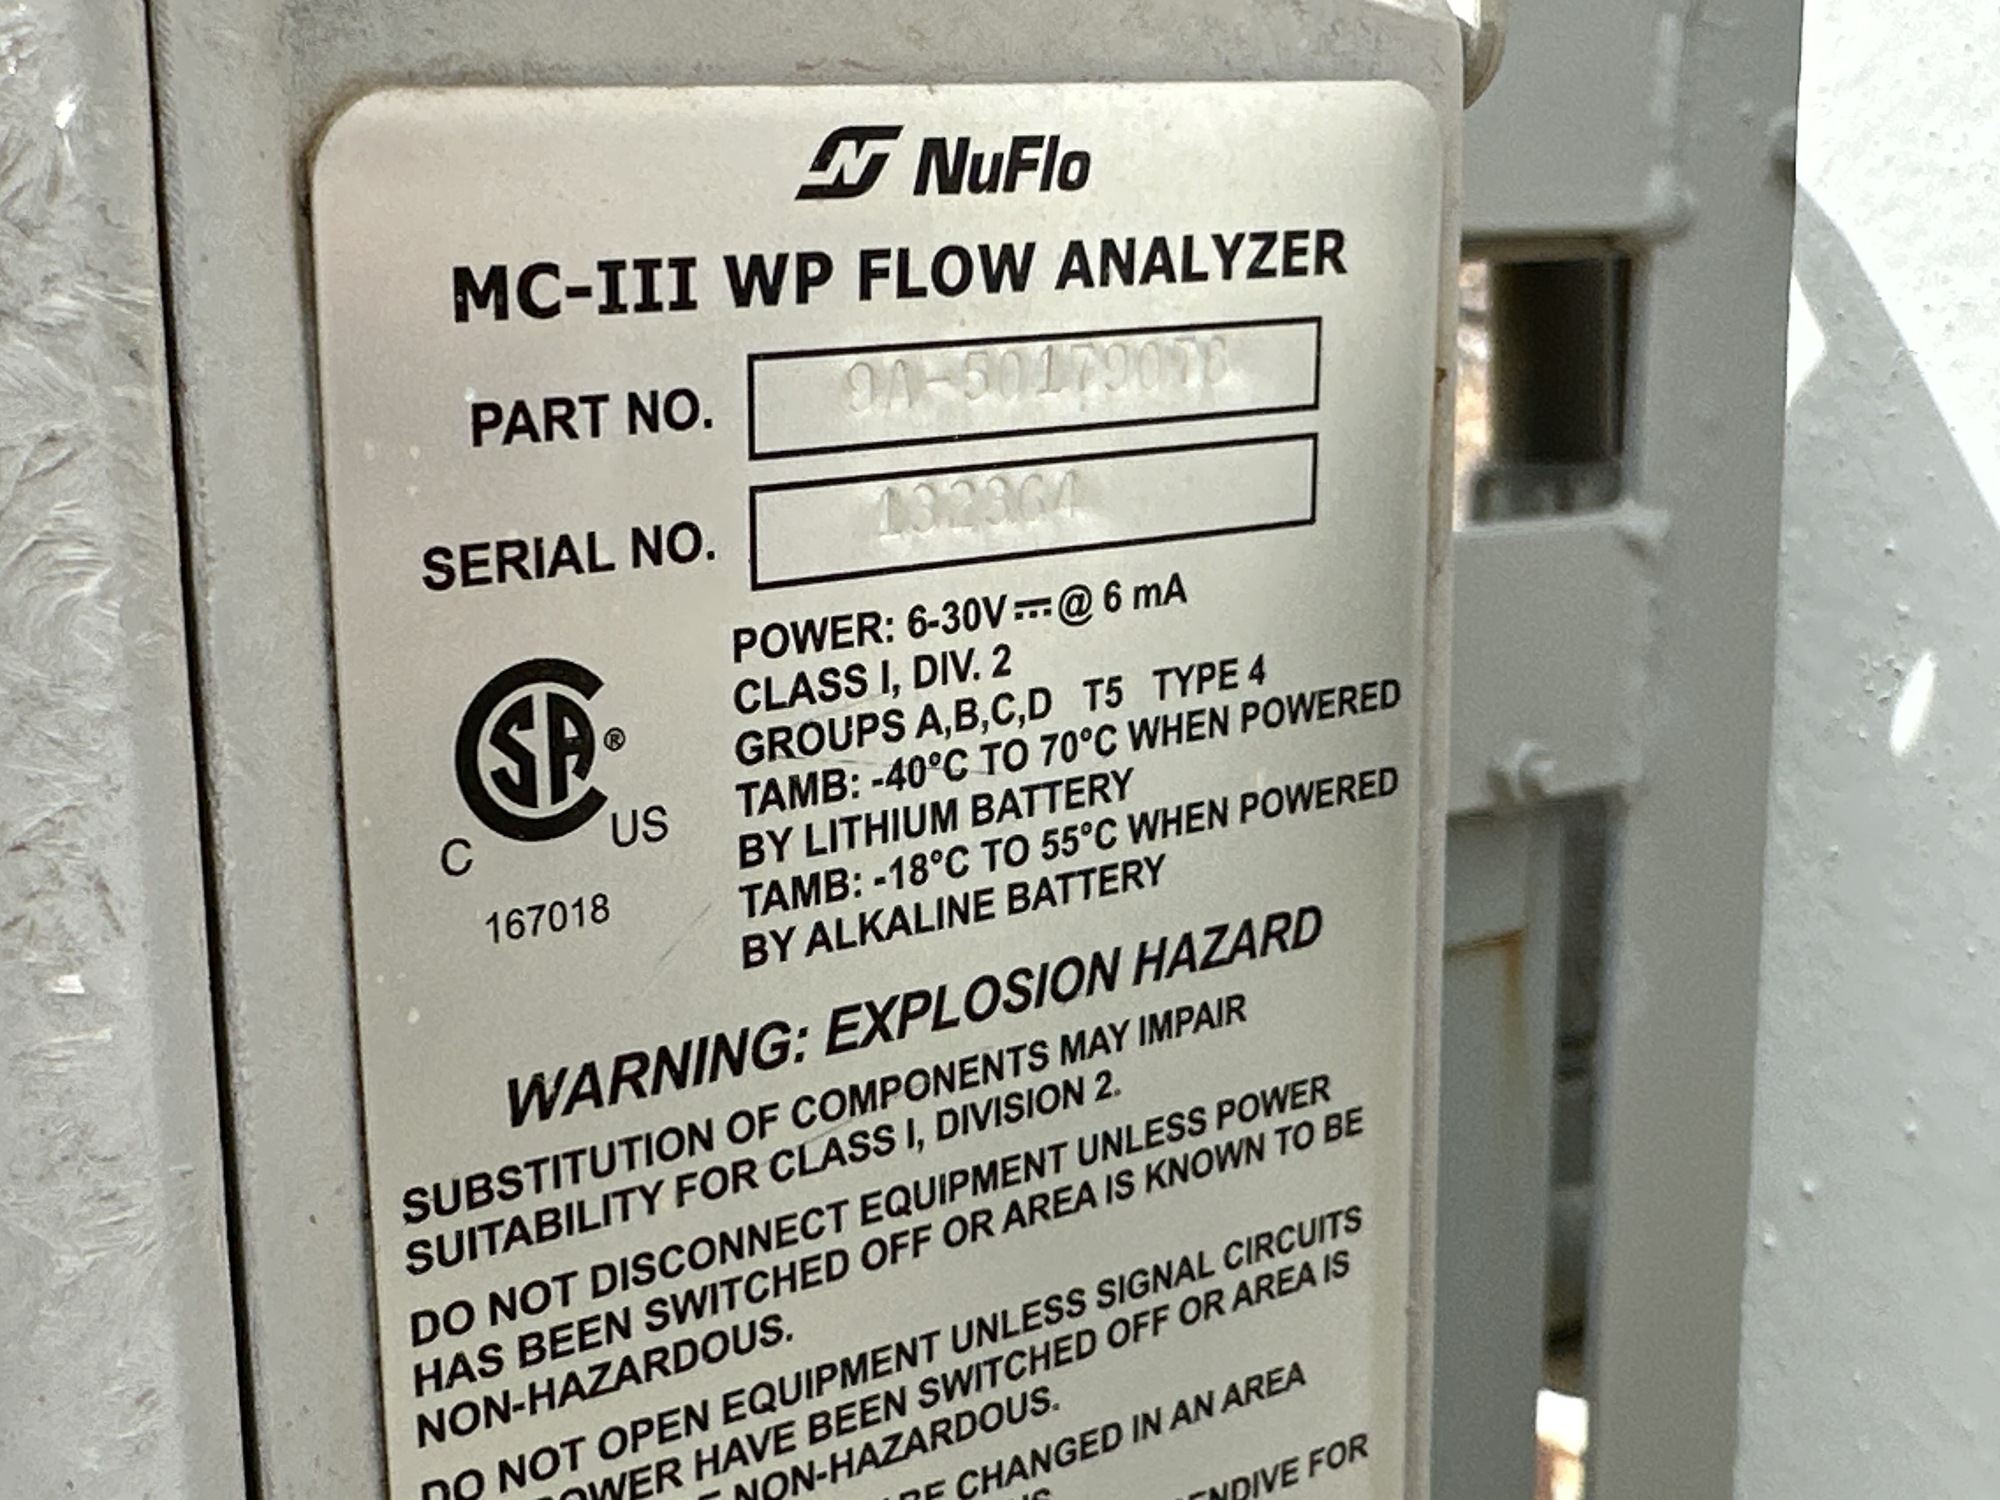 NuFlo
MC-III WP FLOW ANALYZER
PART NO.
SERIAL NO.
POWER: 6-30V⎓@ 6 mA
CLASS I, DIV. 2
GROUPS A,B,C,D T5 TYPE 4
TAMB: -40°C TO 70°C WHEN POWERED
BY LITHIUM BATTERY
TAMB: -18°C TO 55°C WHEN POWERED
BY ALKALINE BATTERY
C SA® US
167018
WARNING: EXPLOSION HAZARD
SUBSTITUTION OF COMPONENTS MAY IMPAIR
SUITABILITY FOR CLASS I, DIVISION 2.
DO NOT DISCONNECT EQUIPMENT UNLESS POWER
HAS BEEN SWITCHED OFF OR AREA IS KNOWN TO BE
NON-HAZARDOUS.
DO NOT OPEN EQUIPMENT UNLESS SIGNAL CIRCUITS
POWER HAVE BEEN SWITCHED OFF OR AREA IS
NON-HAZARDOUS.
BE CHANGED IN AN AREA
FOR